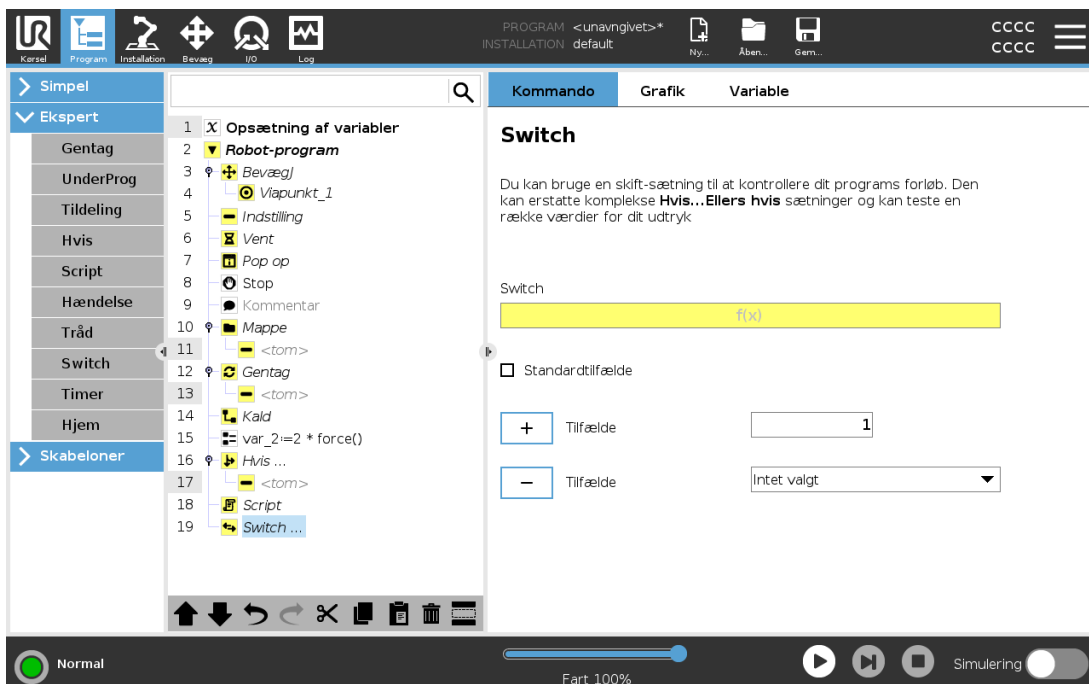 UR
Kørsel
Program
Installation
Bevæg
I/O
Log
PROGRAM <unavngivet>*
INSTALLATION default
Ny...
Åben...
Gem...
CCCC
CCCC
Simpel
Ekspert
Gentag
UnderProg
Tildeling
Hvis
Script
Hændelse
Tråd
Switch
Timer
Hjem
Skabeloner
1 X Opsætning af variabler
2 Robot-program
3 BevægJ
4 Viapunkt_1
5 Indstilling
6 Vent
7 Pop op
8 Stop
9 Kommentar
10 Mappe
11 <tom>
12 Gentag
13 <tom>
14 Kald
15 var_2:=2 * force()
16 Hvis ...
17 <tom>
18 Script
19 Switch ...
Kommando Grafik Variable
Switch
Du kan bruge en skift-sætning til at kontrollere dit programs forløb. Den
kan erstatte komplekse Hvis...Ellers hvis sætninger og kan teste en
række værdier for dit udtryk
Switch
f(x)
Standardtilfælde
+ Tilfælde 1
− Tilfælde Intet valgt
Normal
Fart 100%
Simulering